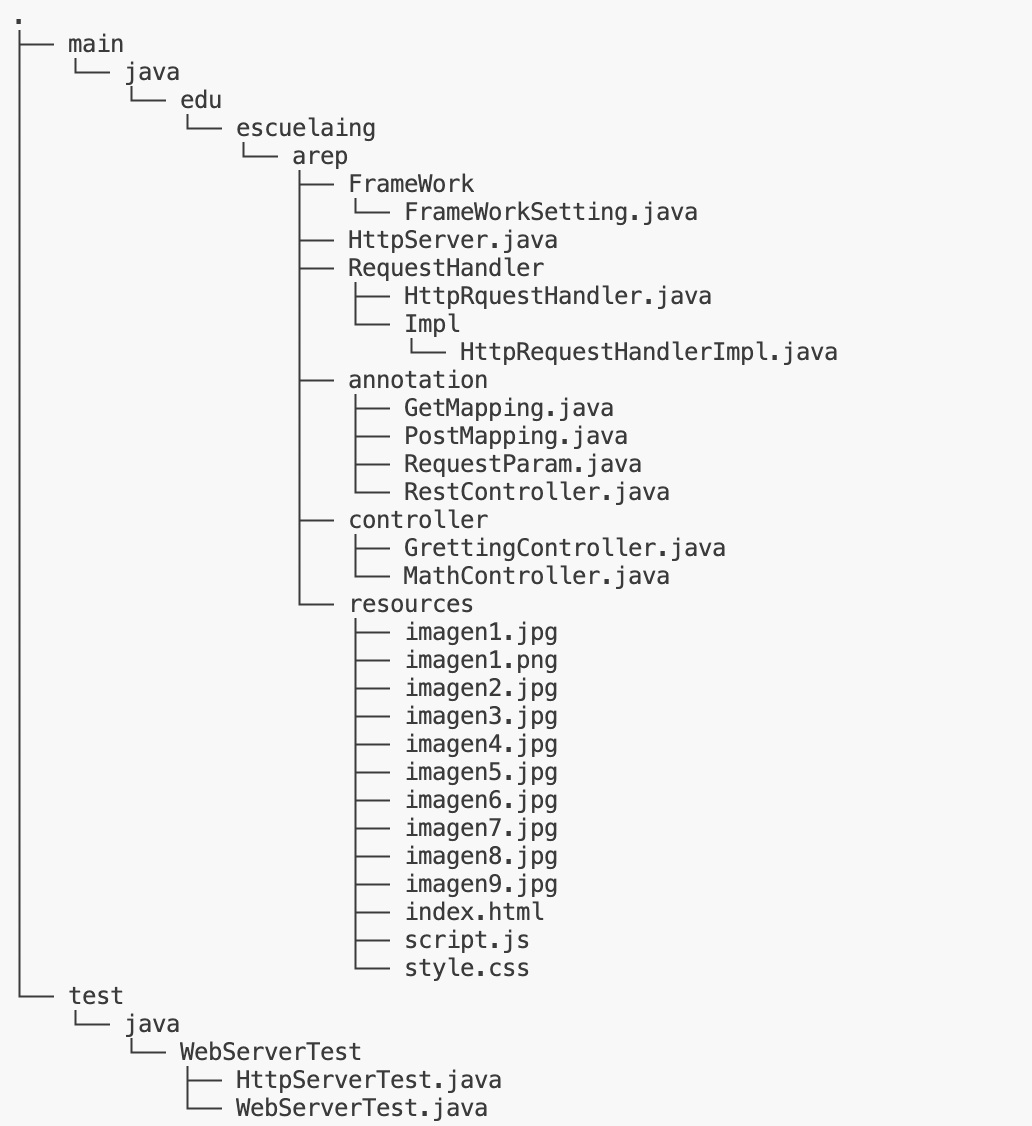 .
├── main
│   └── java
│       └── edu
│           └── escuelaing
│               └── arep
│                   ├── FrameWork
│                   │   └── FrameWorkSetting.java
│                   ├── HttpServer.java
│                   ├── RequestHandler
│                   │   ├── HttpRquestHandler.java
│                   │   └── Impl
│                   │       └── HttpRequestHandlerImpl.java
│                   ├── annotation
│                   │   ├── GetMapping.java
│                   │   ├── PostMapping.java
│                   │   ├── RequestParam.java
│                   │   └── RestController.java
│                   ├── controller
│                   │   ├── GrettingController.java
│                   │   └── MathController.java
│                   └── resources
│                       ├── imagen1.jpg
│                       ├── imagen1.png
│                       ├── imagen2.jpg
│                       ├── imagen3.jpg
│                       ├── imagen4.jpg
│                       ├── imagen5.jpg
│                       ├── imagen6.jpg
│                       ├── imagen7.jpg
│                       ├── imagen8.jpg
│                       ├── imagen9.jpg
│                       ├── index.html
│                       ├── script.js
│                       └── style.css
└── test
    └── java
        └── WebServerTest
            ├── HttpServerTest.java
            └── WebServerTest.java